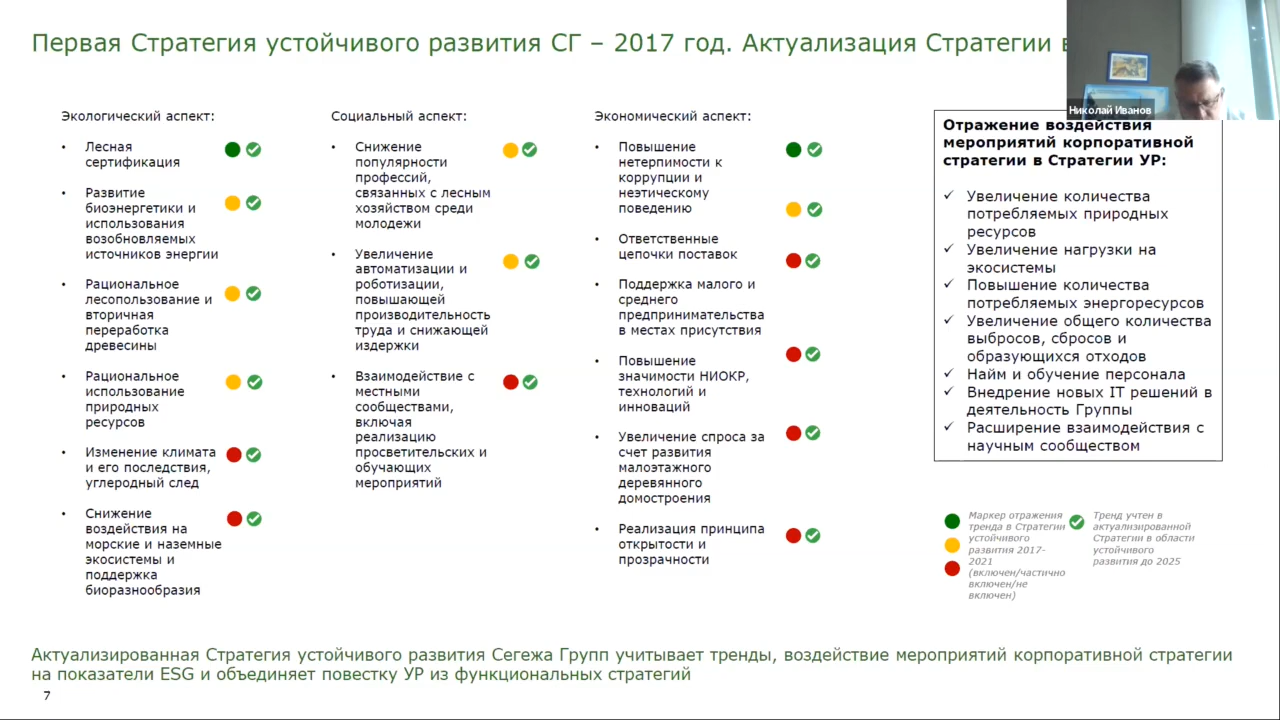 Первая Стратегия устойчивого развития СГ – 2017 год. Актуализация Стратегии
Николай Иванов
Экологический аспект:
• Лесная
сертификация
• Развитие
биоэнергетики и
использования
возобновляемых
источников энергии
• Рациональное
лесопользование и
вторичная
переработка
древесины
• Рациональное
использование
природных
ресурсов
• Изменение климата
и его последствия,
углеродный след
• Снижение
воздействия на
морские и наземные
экосистемы и
поддержка
биоразнообразия
Социальный аспект:
• Снижение
популярности
профессий,
связанных с лесным
хозяйством среди
молодежи
• Увеличение
автоматизации и
роботизации,
повышающей
производительность
труда и снижающей
издержки
• Взаимодействие с
местными
сообществами,
включая
реализацию
просветительских и
обучающих
мероприятий
Экономический аспект:
• Повышение
нетерпимости к
коррупции и
неэтическому
поведению
• Ответственные
цепочки поставок
• Поддержка малого и
среднего
предпринимательства
в местах присутствия
• Повышение
значимости НИОКР,
технологий и
инноваций
• Увеличение спроса за
счет развития
малоэтажного
деревянного
домостроения
• Реализация принципа
открытости и
прозрачности
Отражение воздействия
мероприятий корпоративной
стратегии в Стратегии УР:
✓ Увеличение количества
потребляемых природных
ресурсов
✓ Увеличение нагрузки на
экосистемы
✓ Повышение количества
потребляемых энергоресурсов
✓ Увеличение общего количества
выбросов, сбросов и
образующихся отходов
✓ Найм и обучение персонала
✓ Внедрение новых IT решений в
деятельность Группы
✓ Расширение взаимодействия с
научным сообществом
Маркер отражения
тренда в Стратегии
устойчивого
развития 2017-
2021
(включен/частично
включен/не
включен)
Тренд учтен в
актуализированной
Стратегии в области
устойчивого
развития до 2025
Актуализированная Стратегия устойчивого развития Сегежа Групп учитывает тренды, воздействие мероприятий корпоративной стратегии
на показатели ESG и объединяет повестку УР из функциональных стратегий
7